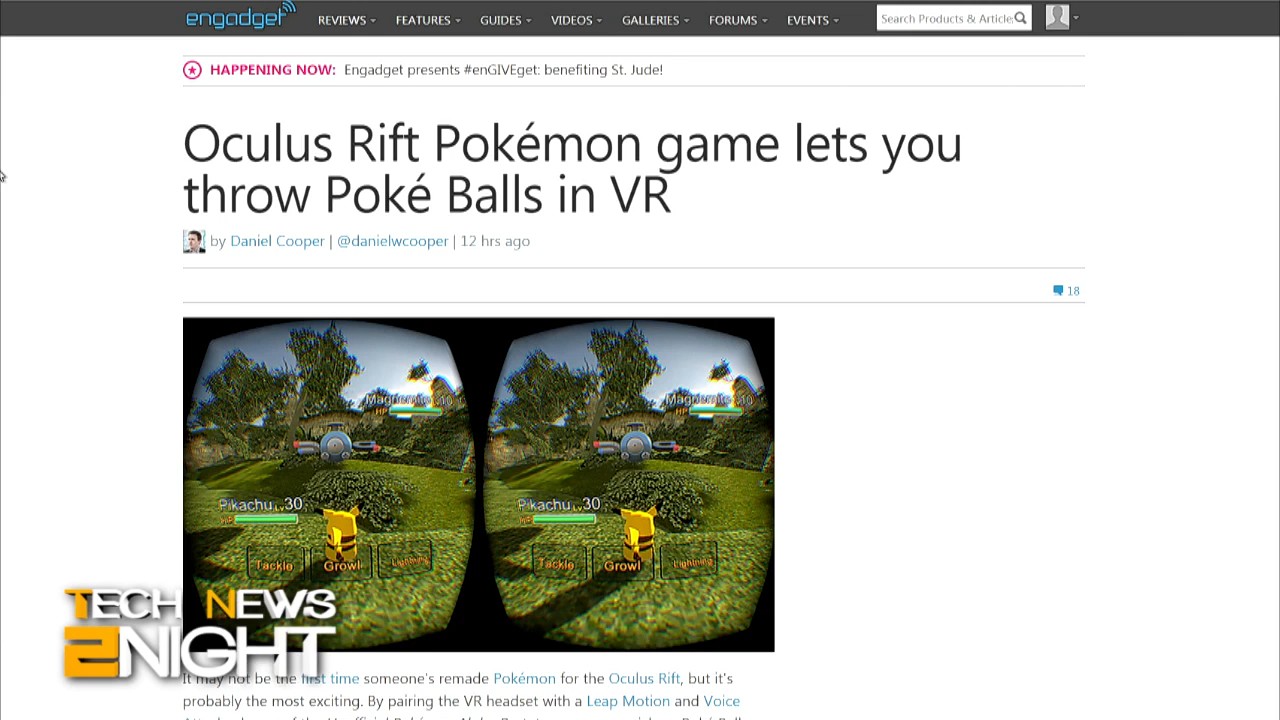 engadget REVIEWS FEATURES GUIDES VIDEOS GALLERIES FORUMS EVENTS Search Products & Article
HAPPENING NOW: Engadget presents #enGIVEget: benefiting St. Jude!
Oculus Rift Pokémon game lets you
throw Poké Balls in VR
by Daniel Cooper | @danielwcooper | 12 hrs ago
18
Magnemite 10 Magnemite 10
HP HP
Pikachu Lv30 Pikachu Lv30
HP HP
Tackle Growl Lightning Tackle Growl Lightning
TECH NEWS
2NIGHT
It may not be the first time someone's remade Pokémon for the Oculus Rift, but it's
probably the most exciting. By pairing the VR headset with a Leap Motion and Voice